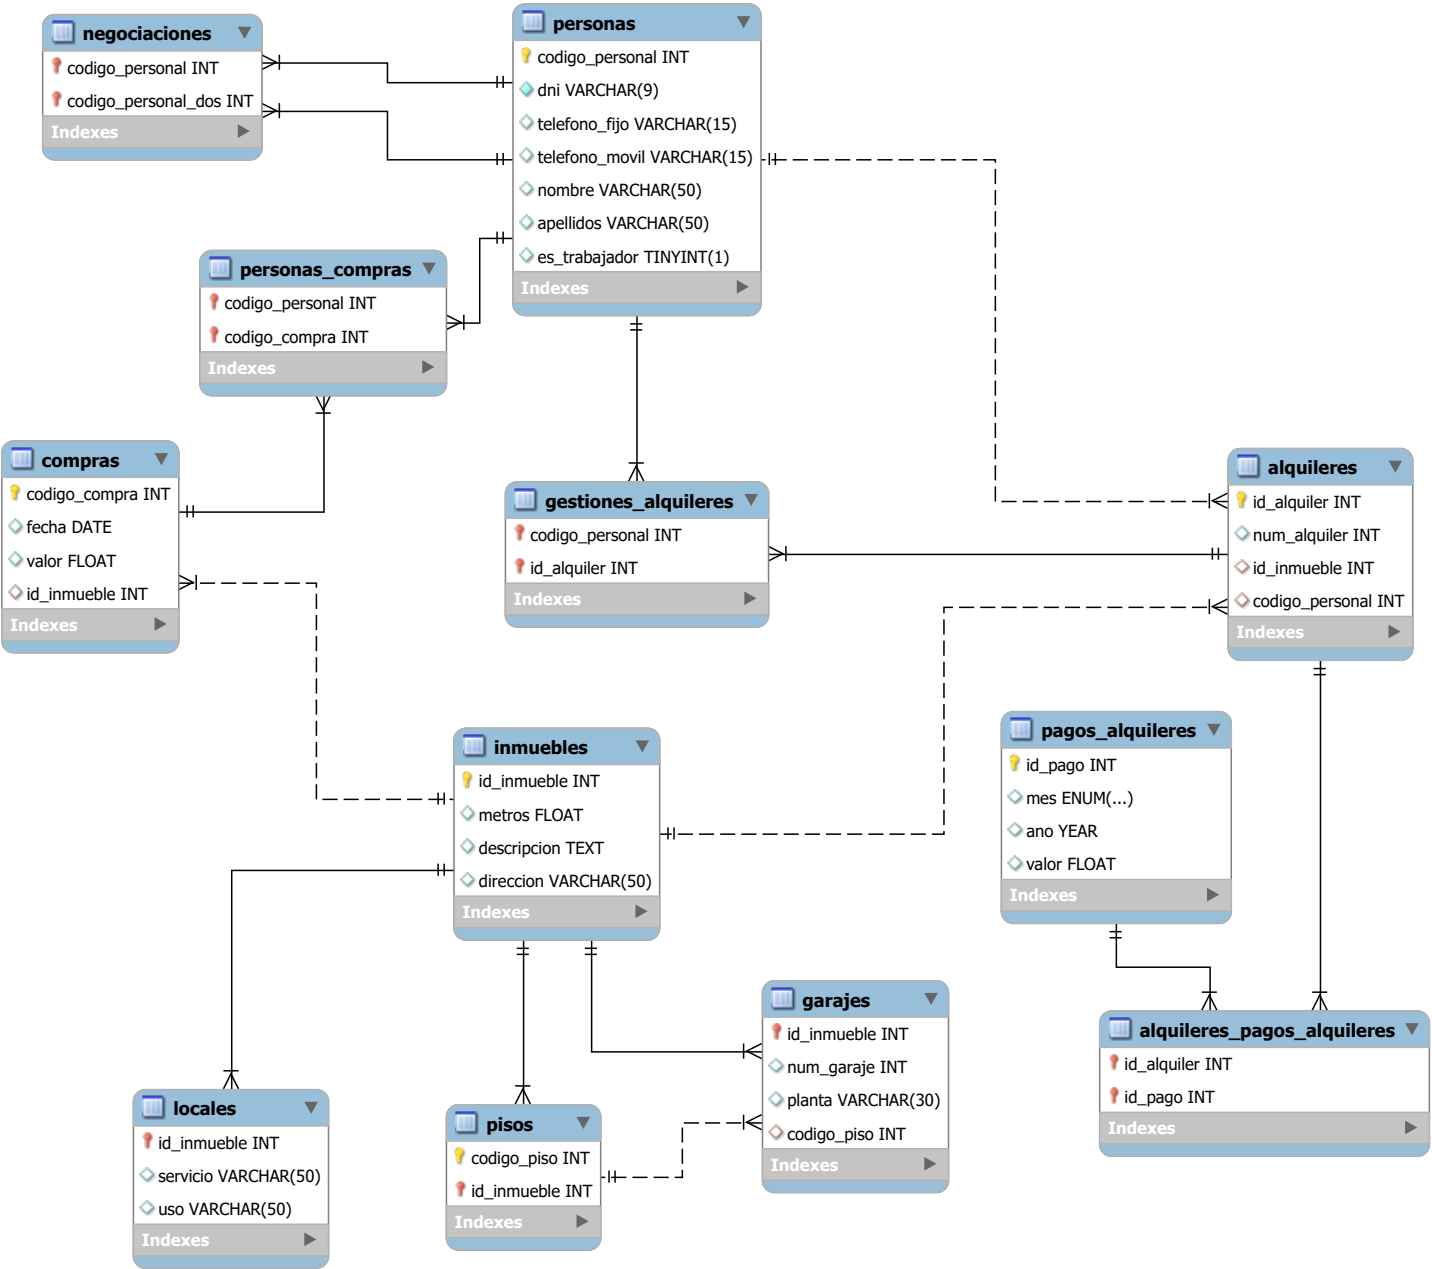 negociaciones
codigo_personal INT
codigo_personal_dos INT
Indexes
personas
codigo_personal INT
dni VARCHAR(9)
telefono_fijo VARCHAR(15)
telefono_movil VARCHAR(15)
nombre VARCHAR(50)
apellidos VARCHAR(50)
es_trabajador TINYINT(1)
Indexes
personas_compras
codigo_personal INT
codigo_compra INT
Indexes
compras
codigo_compra INT
fecha DATE
valor FLOAT
id_inmueble INT
Indexes
gestiones_alquileres
codigo_personal INT
id_alquiler INT
Indexes
alquileres
id_alquiler INT
num_alquiler INT
id_inmueble INT
codigo_personal INT
Indexes
inmuebles
id_inmueble INT
metros FLOAT
descripcion TEXT
direccion VARCHAR(50)
Indexes
pagos_alquileres
id_pago INT
mes ENUM(...)
ano YEAR
valor FLOAT
Indexes
garajes
id_inmueble INT
num_garaje INT
planta VARCHAR(30)
codigo_piso INT
Indexes
alquileres_pagos_alquileres
id_alquiler INT
id_pago INT
Indexes
locales
id_inmueble INT
servicio VARCHAR(50)
uso VARCHAR(50)
Indexes
pisos
codigo_piso INT
id_inmueble INT
Indexes